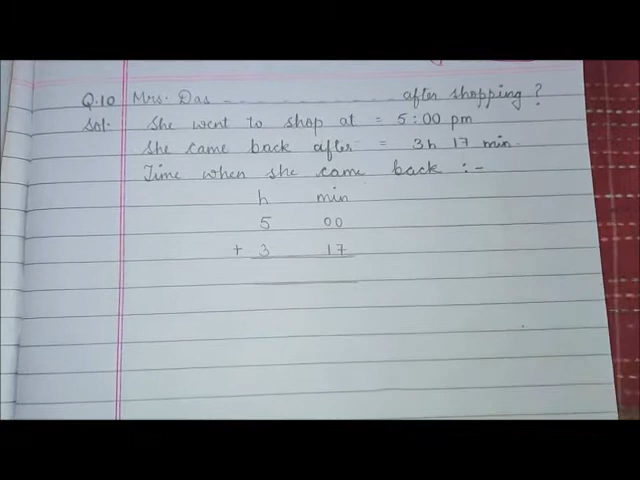 Q.10 Mrs. Das - - - - - - - - - - - - after shopping ?
Sol. She went to shop at = 5:00 pm
She came back after = 3h 17 min.
Time when she came back :-
h min
5 00
+ 3 17